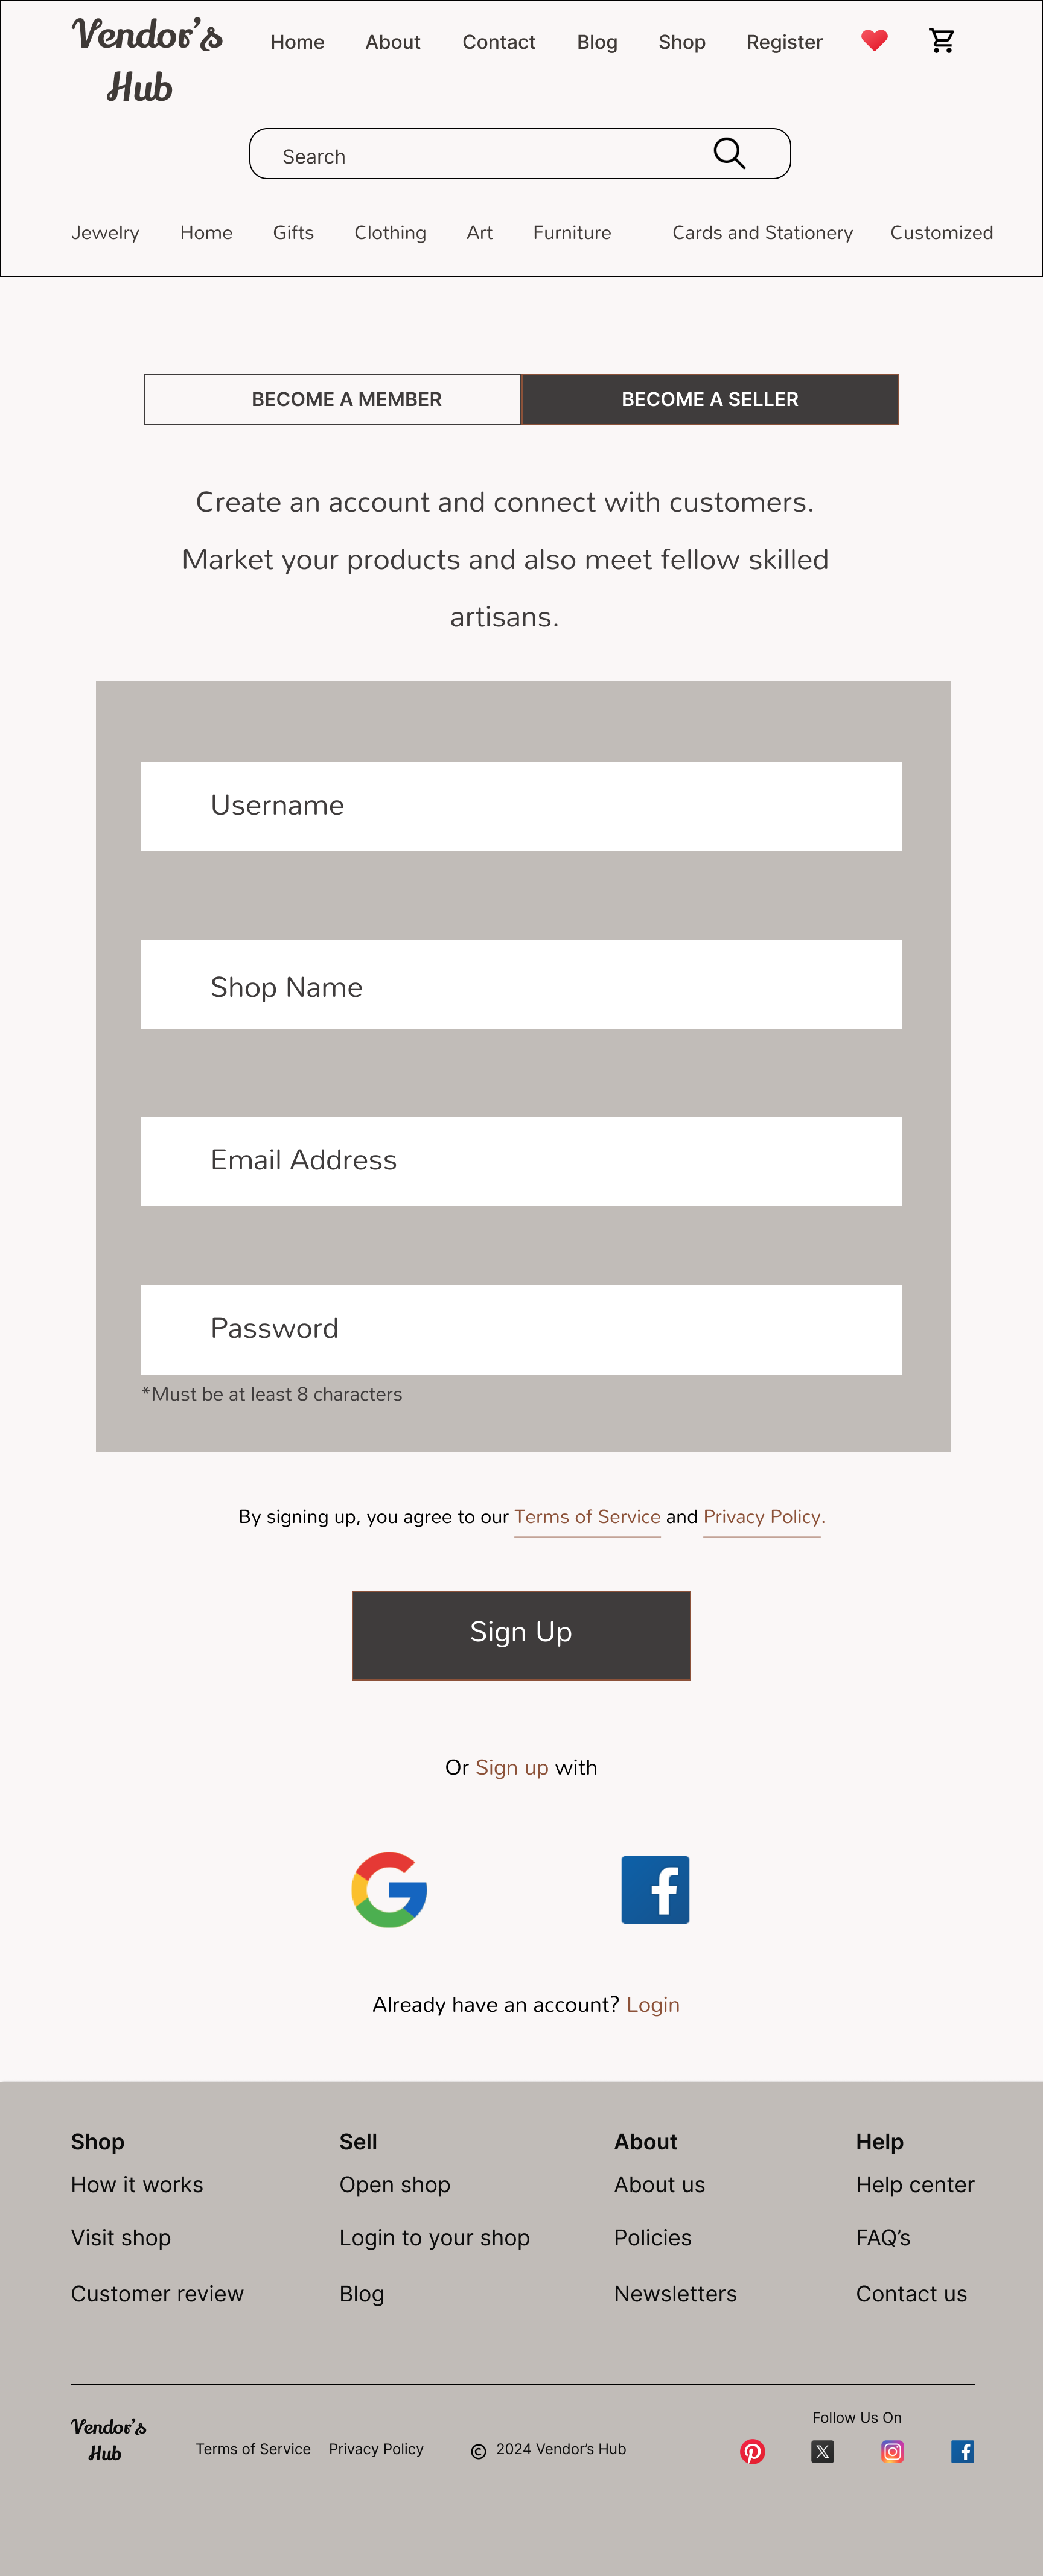 Vendor’s
Hub
Home About Contact Blog Shop Register
Search
Jewelry Home Gifts Clothing Art Furniture Cards and Stationery Customized
BECOME A MEMBER BECOME A SELLER
Create an account and connect with customers.
Market your products and also meet fellow skilled
artisans.
Username
Shop Name
Email Address
Password
*Must be at least 8 characters
By signing up, you agree to our Terms of Service and Privacy Policy.
Sign Up
Or Sign up with
Already have an account? Login
Shop Sell About Help
How it works Open shop About us Help center
Visit shop Login to your shop Policies FAQ’s
Customer review Blog Newsletters Contact us
Follow Us On
Vendor’s
Hub
Terms of Service Privacy Policy © 2024 Vendor’s Hub